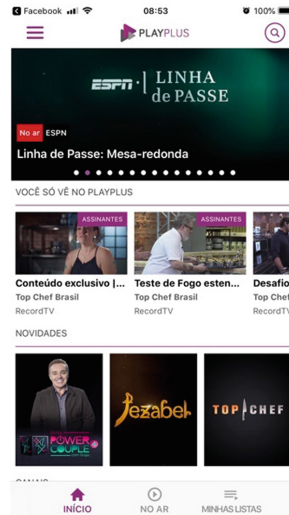 Facebook 08:53 100%
PLAYPLUS
ESPN LINHA
de PASSE
No ar ESPN
Linha de Passe: Mesa-redonda
VOCÊ SÓ VÊ NO PLAYPLUS
ASSINANTES ASSINANTES
Conteúdo exclusivo |... Teste de Fogo esten... Desafio
Top Chef Brasil Top Chef Brasil Top Chef
RecordTV RecordTV RecordTV
NOVIDADES
POWER COUPLE Jezabel TOP CHEF
INÍCIO NO AR MINHAS LISTAS